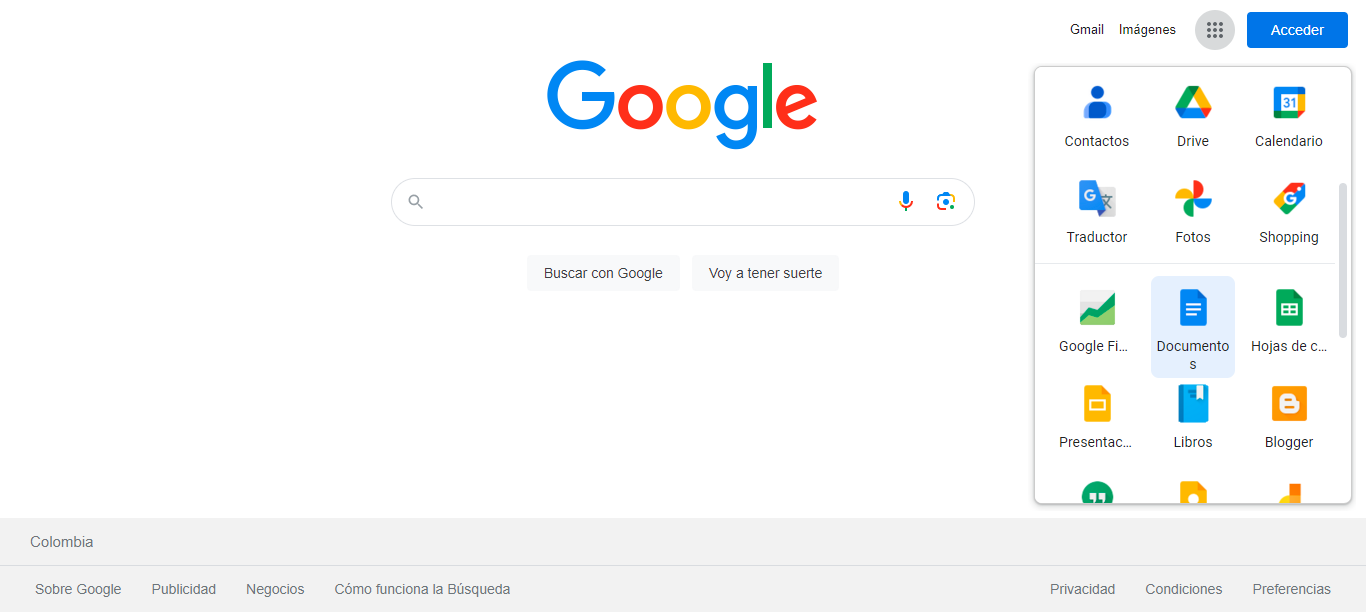 Gmail Imágenes Acceder
Google
Contactos Drive Calendario
31
Traductor Fotos Shopping
Buscar con Google Voy a tener suerte
Google Fi... Documento
s
Hojas de c...
Presentac... Libros Blogger
Colombia
Sobre Google Publicidad Negocios Cómo funciona la Búsqueda Privacidad Condiciones Preferencias